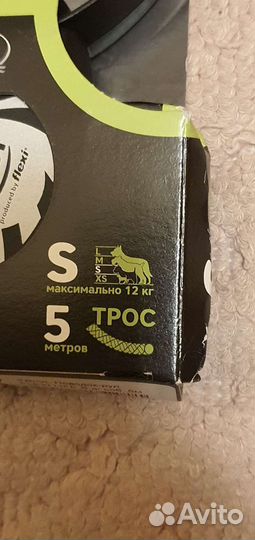 produced by flexi
S
L
M
S
XS
максимально 12 кг
5
ТРОС
метров
Avito